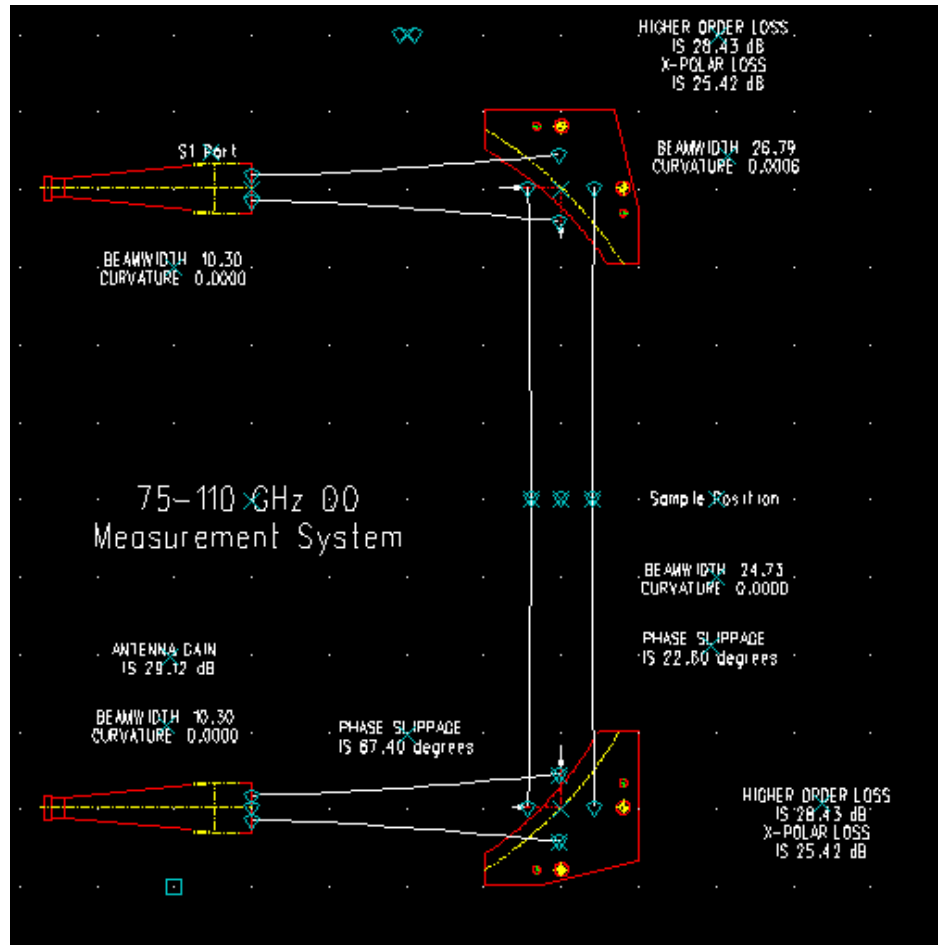 HIGHER ORDER LOSS
IS 28.43 dB
X-POLAR LOSS
IS 25.42 dB
S1 Port
BEAMWIDTH 26.79
CURVATURE 0.0006
BEAMWIDTH 10.30
CURVATURE 0.0000
75-110 GHz QO
Measurement System
Sample Position
BEAMWIDTH 24.73
CURVATURE 0.0000
ANTENNA GAIN
IS 29.12 dB
PHASE SLIPPAGE
IS 22.60 degrees
BEAMWIDTH 10.30
CURVATURE 0.0000
PHASE SLIPPAGE
IS 67.40 degrees
HIGHER ORDER LOSS
IS 28.43 dB
X-POLAR LOSS
IS 25.42 dB